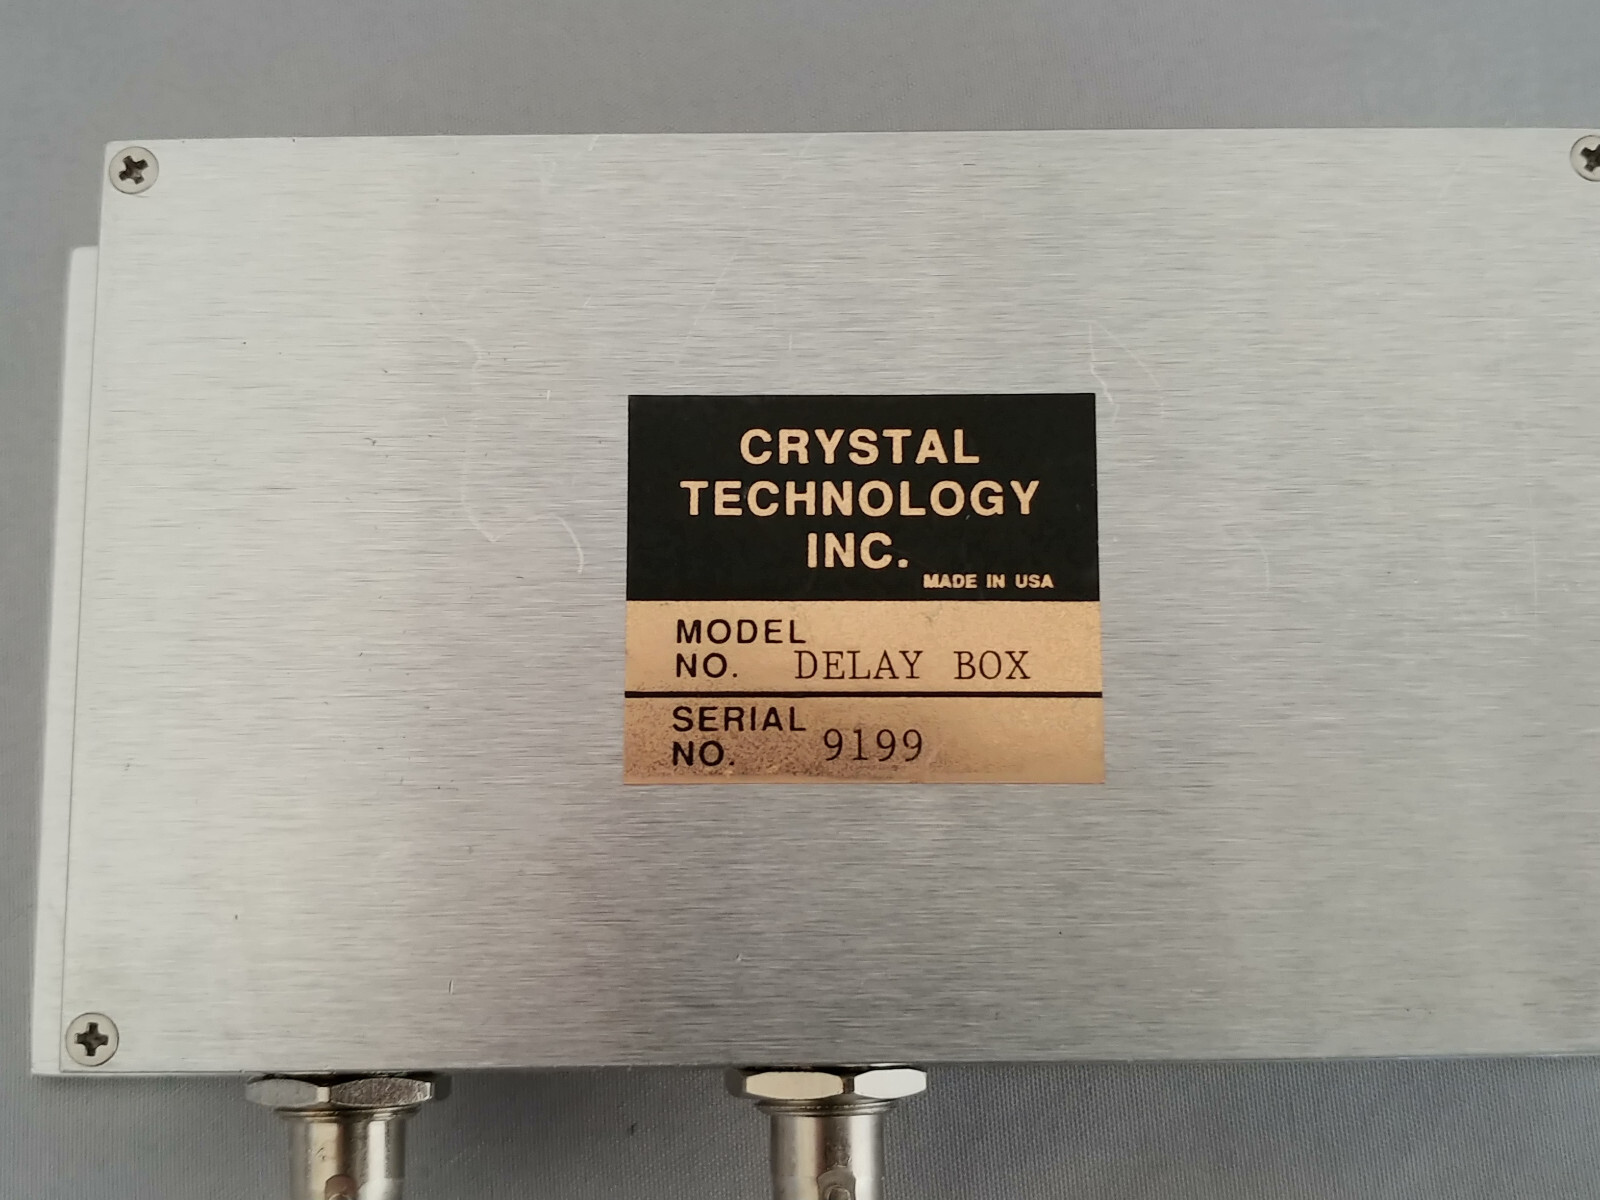 CRYSTAL
TECHNOLOGY
INC.
MADE IN USA
MODEL
NO. DELAY BOX
SERIAL
NO. 9199